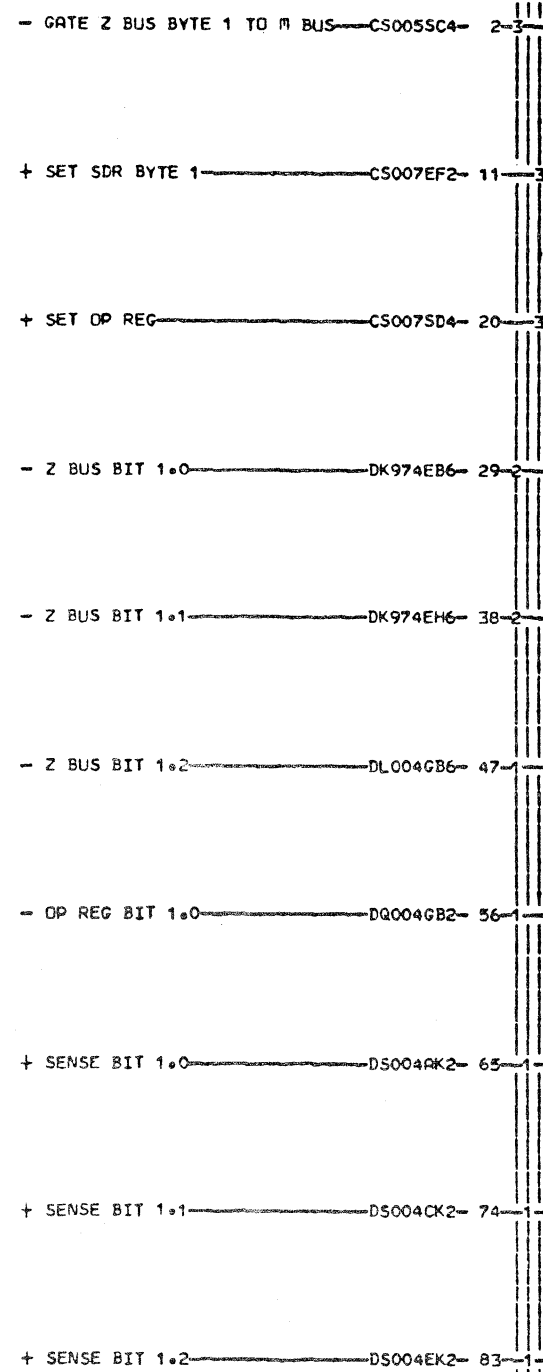 - GATE Z BUS BYTE 1 TO M BUS CS005SC4- 2-3
+ SET SDR BYTE 1 CS007EF2- 11 3
+ SET OP REG CS007SD4- 20 3
- Z BUS BIT 1.0 DK974EB6- 29-2
- Z BUS BIT 1.1 DK974EH6- 38-2
- Z BUS BIT 1.2 DL004GB6- 47-1
- OP REG BIT 1.0 DQ004GB2- 56-1
+ SENSE BIT 1.0 DS004AK2- 65-1
+ SENSE BIT 1.1 DS004CK2- 74-1
+ SENSE BIT 1.2 DS004EK2- 83-1